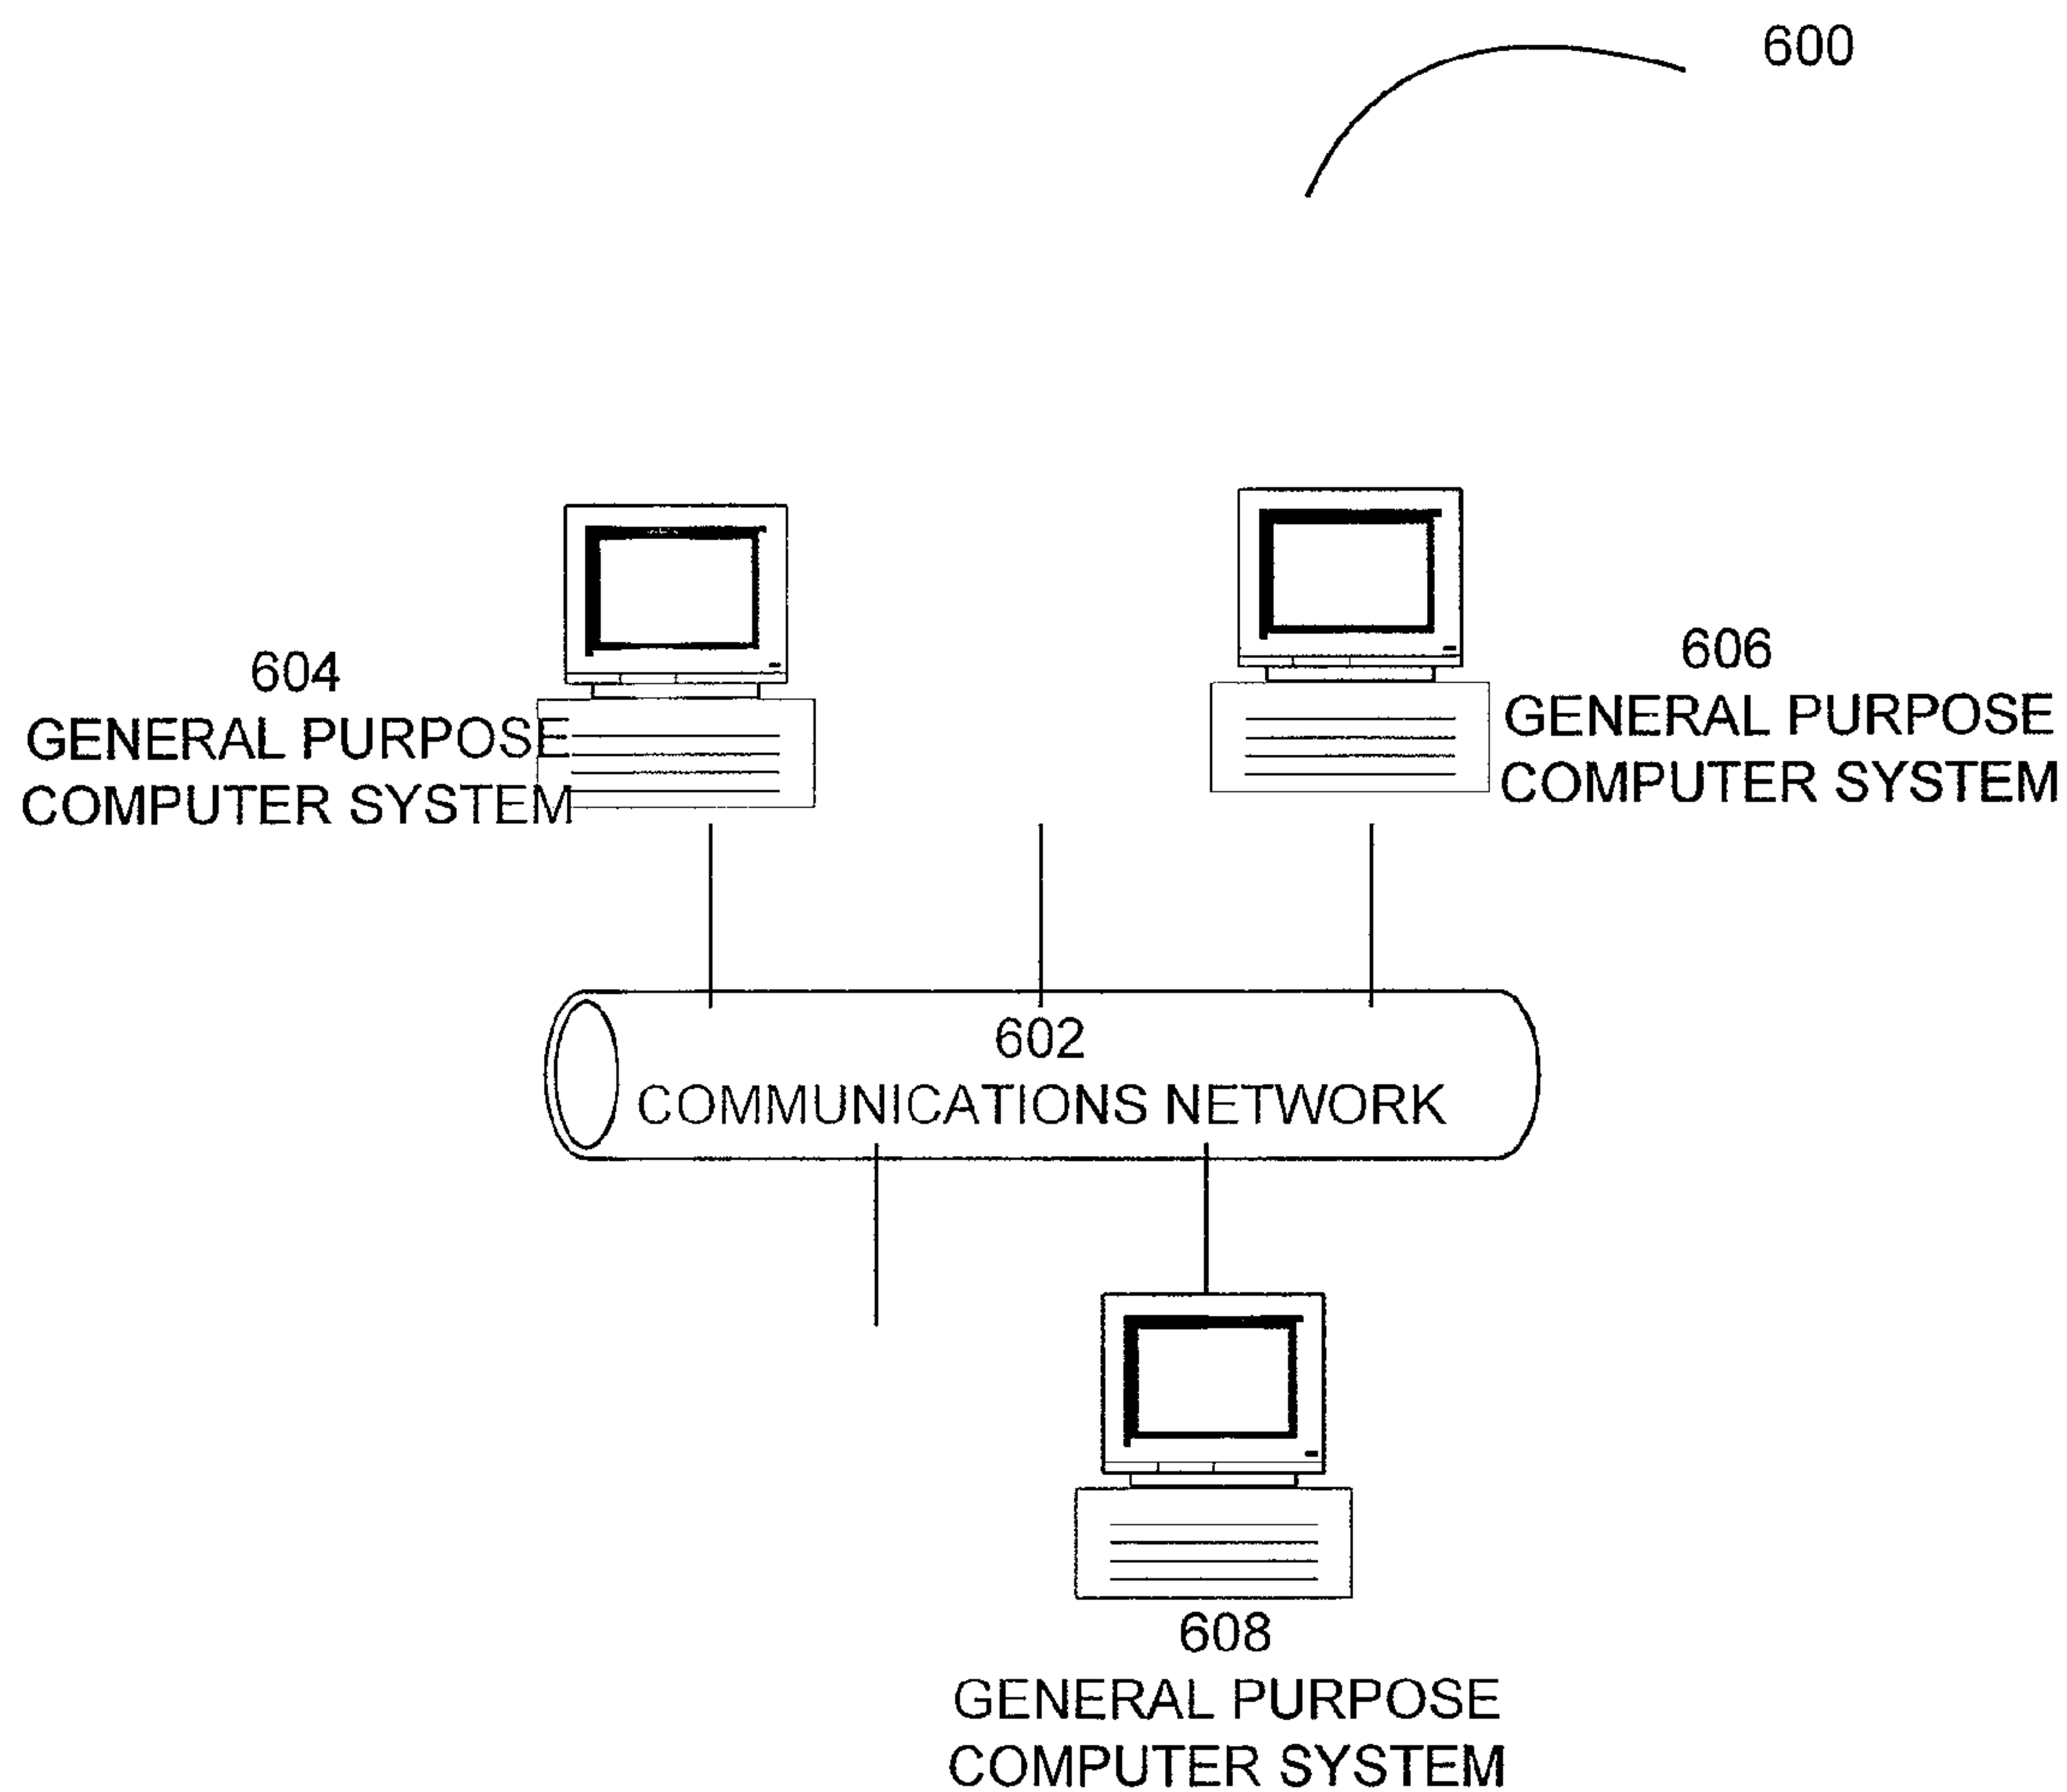 600
604
GENERAL PURPOSE
COMPUTER SYSTEM
606
GENERAL PURPOSE
COMPUTER SYSTEM
602
COMMUNICATIONS NETWORK
608
GENERAL PURPOSE
COMPUTER SYSTEM